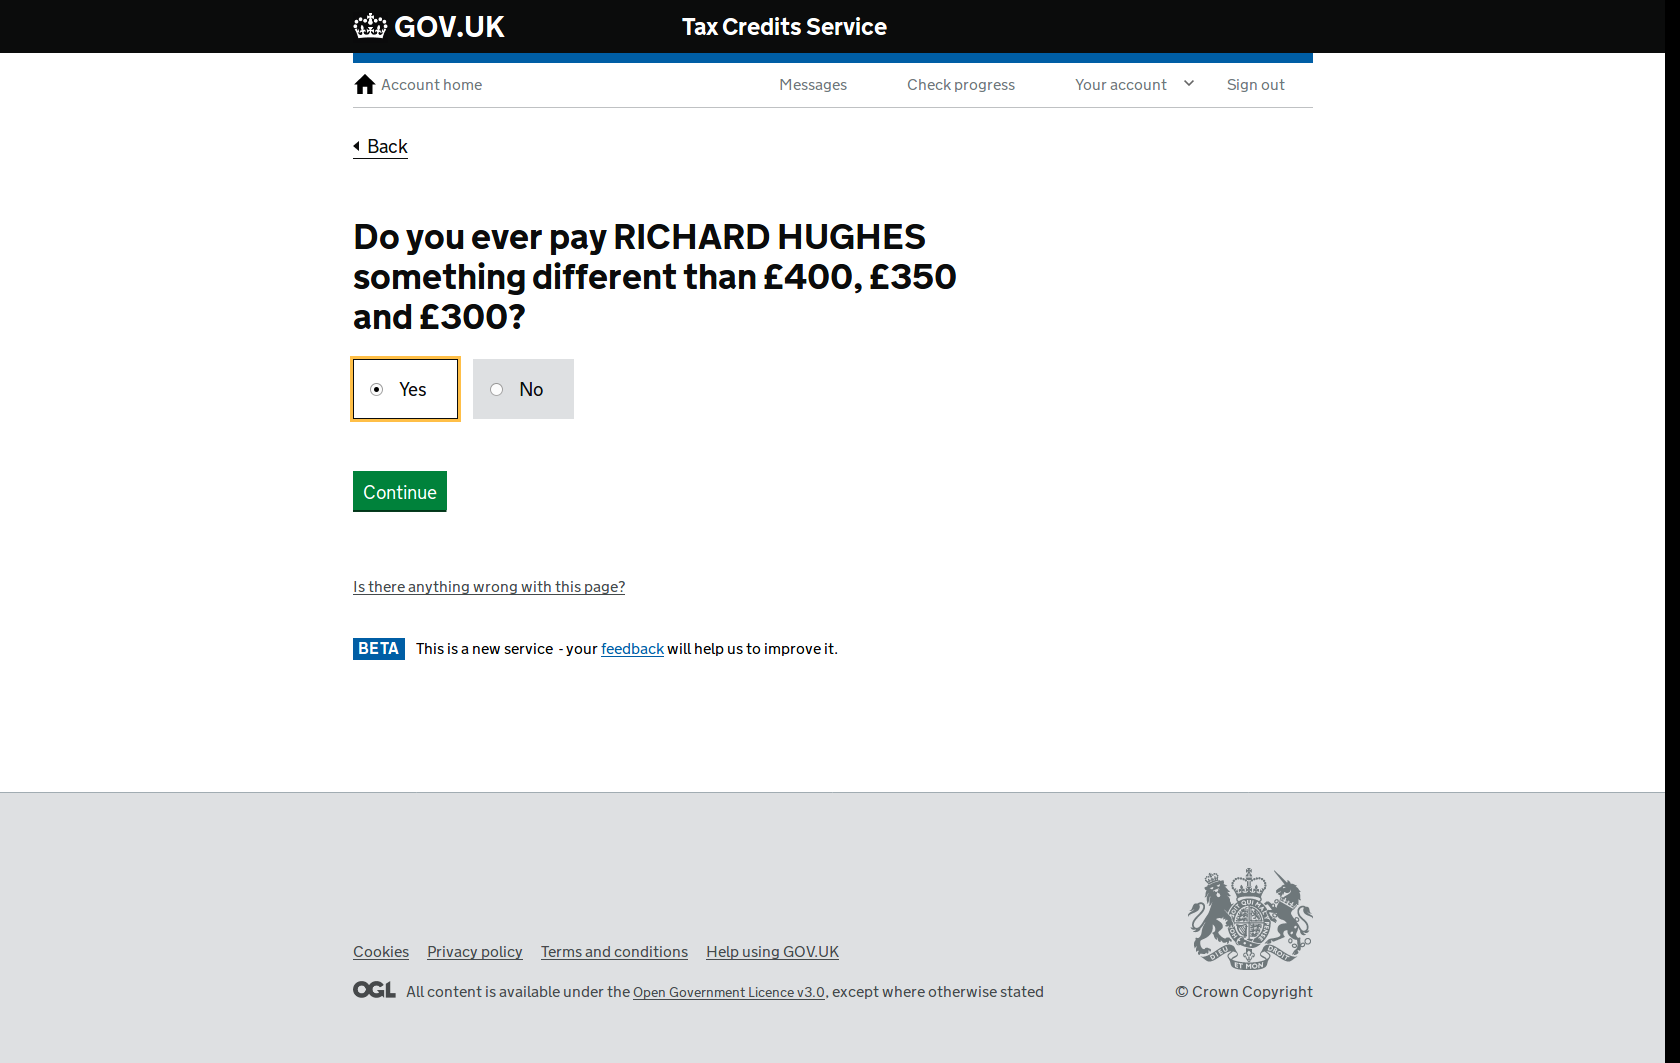 GOV.UK
Tax Credits Service
Account home
Messages
Check progress
Your account
Sign out
Back
Do you ever pay RICHARD HUGHES
something different than £400, £350
and £300?
Yes
No
Continue
Is there anything wrong with this page?
BETA
This is a new service - your feedback will help us to improve it.
Cookies
Privacy policy
Terms and conditions
Help using GOV.UK
OGL
All content is available under the Open Government Licence v3.0, except where otherwise stated
© Crown Copyright